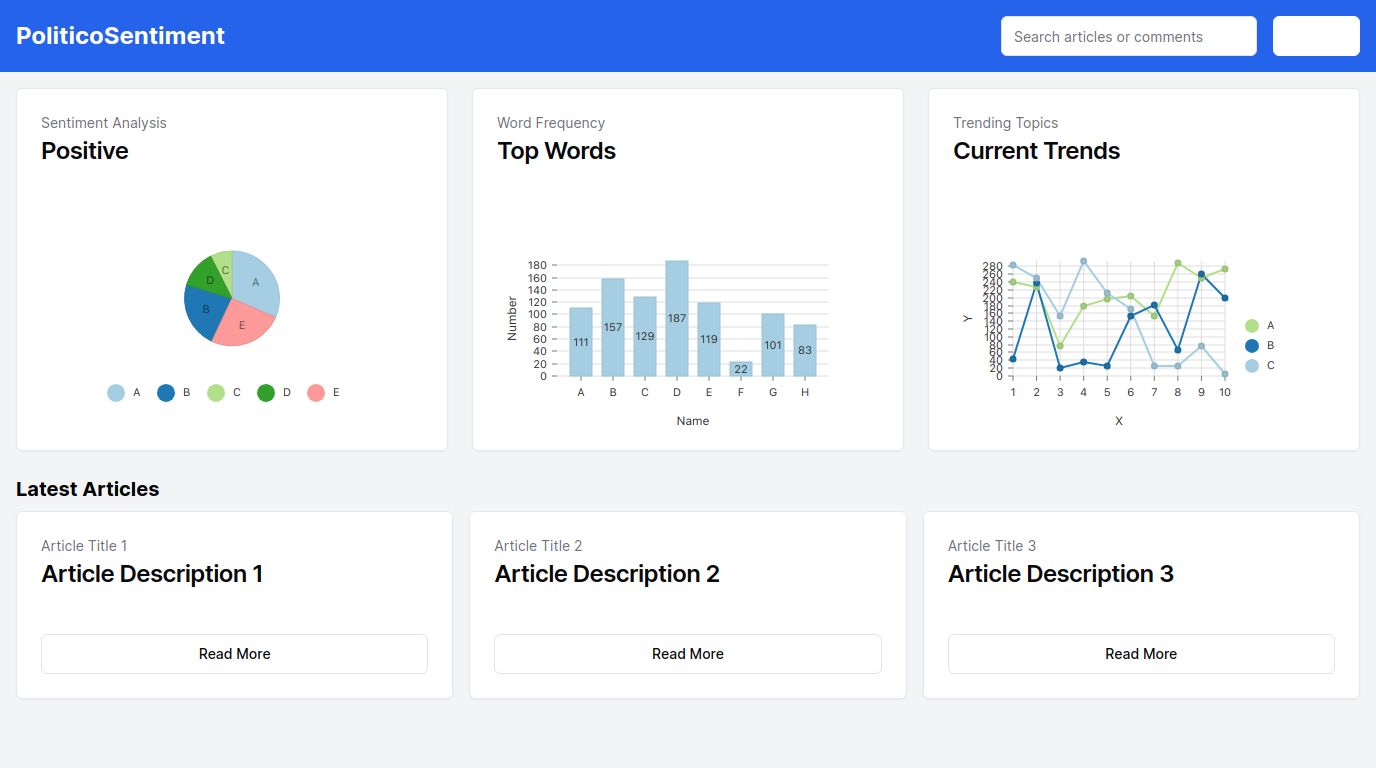 PoliticoSentiment
Search articles or comments
Sentiment Analysis
Positive
C
A
D
B
E
A B C D E
Word Frequency
Top Words
Number
180
160
140
120
100
80
60
40
20
0
111
157
129
187
119
22
101
83
A B C D E F G H
Name
Trending Topics
Current Trends
Y
280
260
240
220
200
180
160
140
120
100
80
60
40
20
0
1 2 3 4 5 6 7 8 9 10
X
A
B
C
Latest Articles
Article Title 1
Article Description 1
Read More
Article Title 2
Article Description 2
Read More
Article Title 3
Article Description 3
Read More